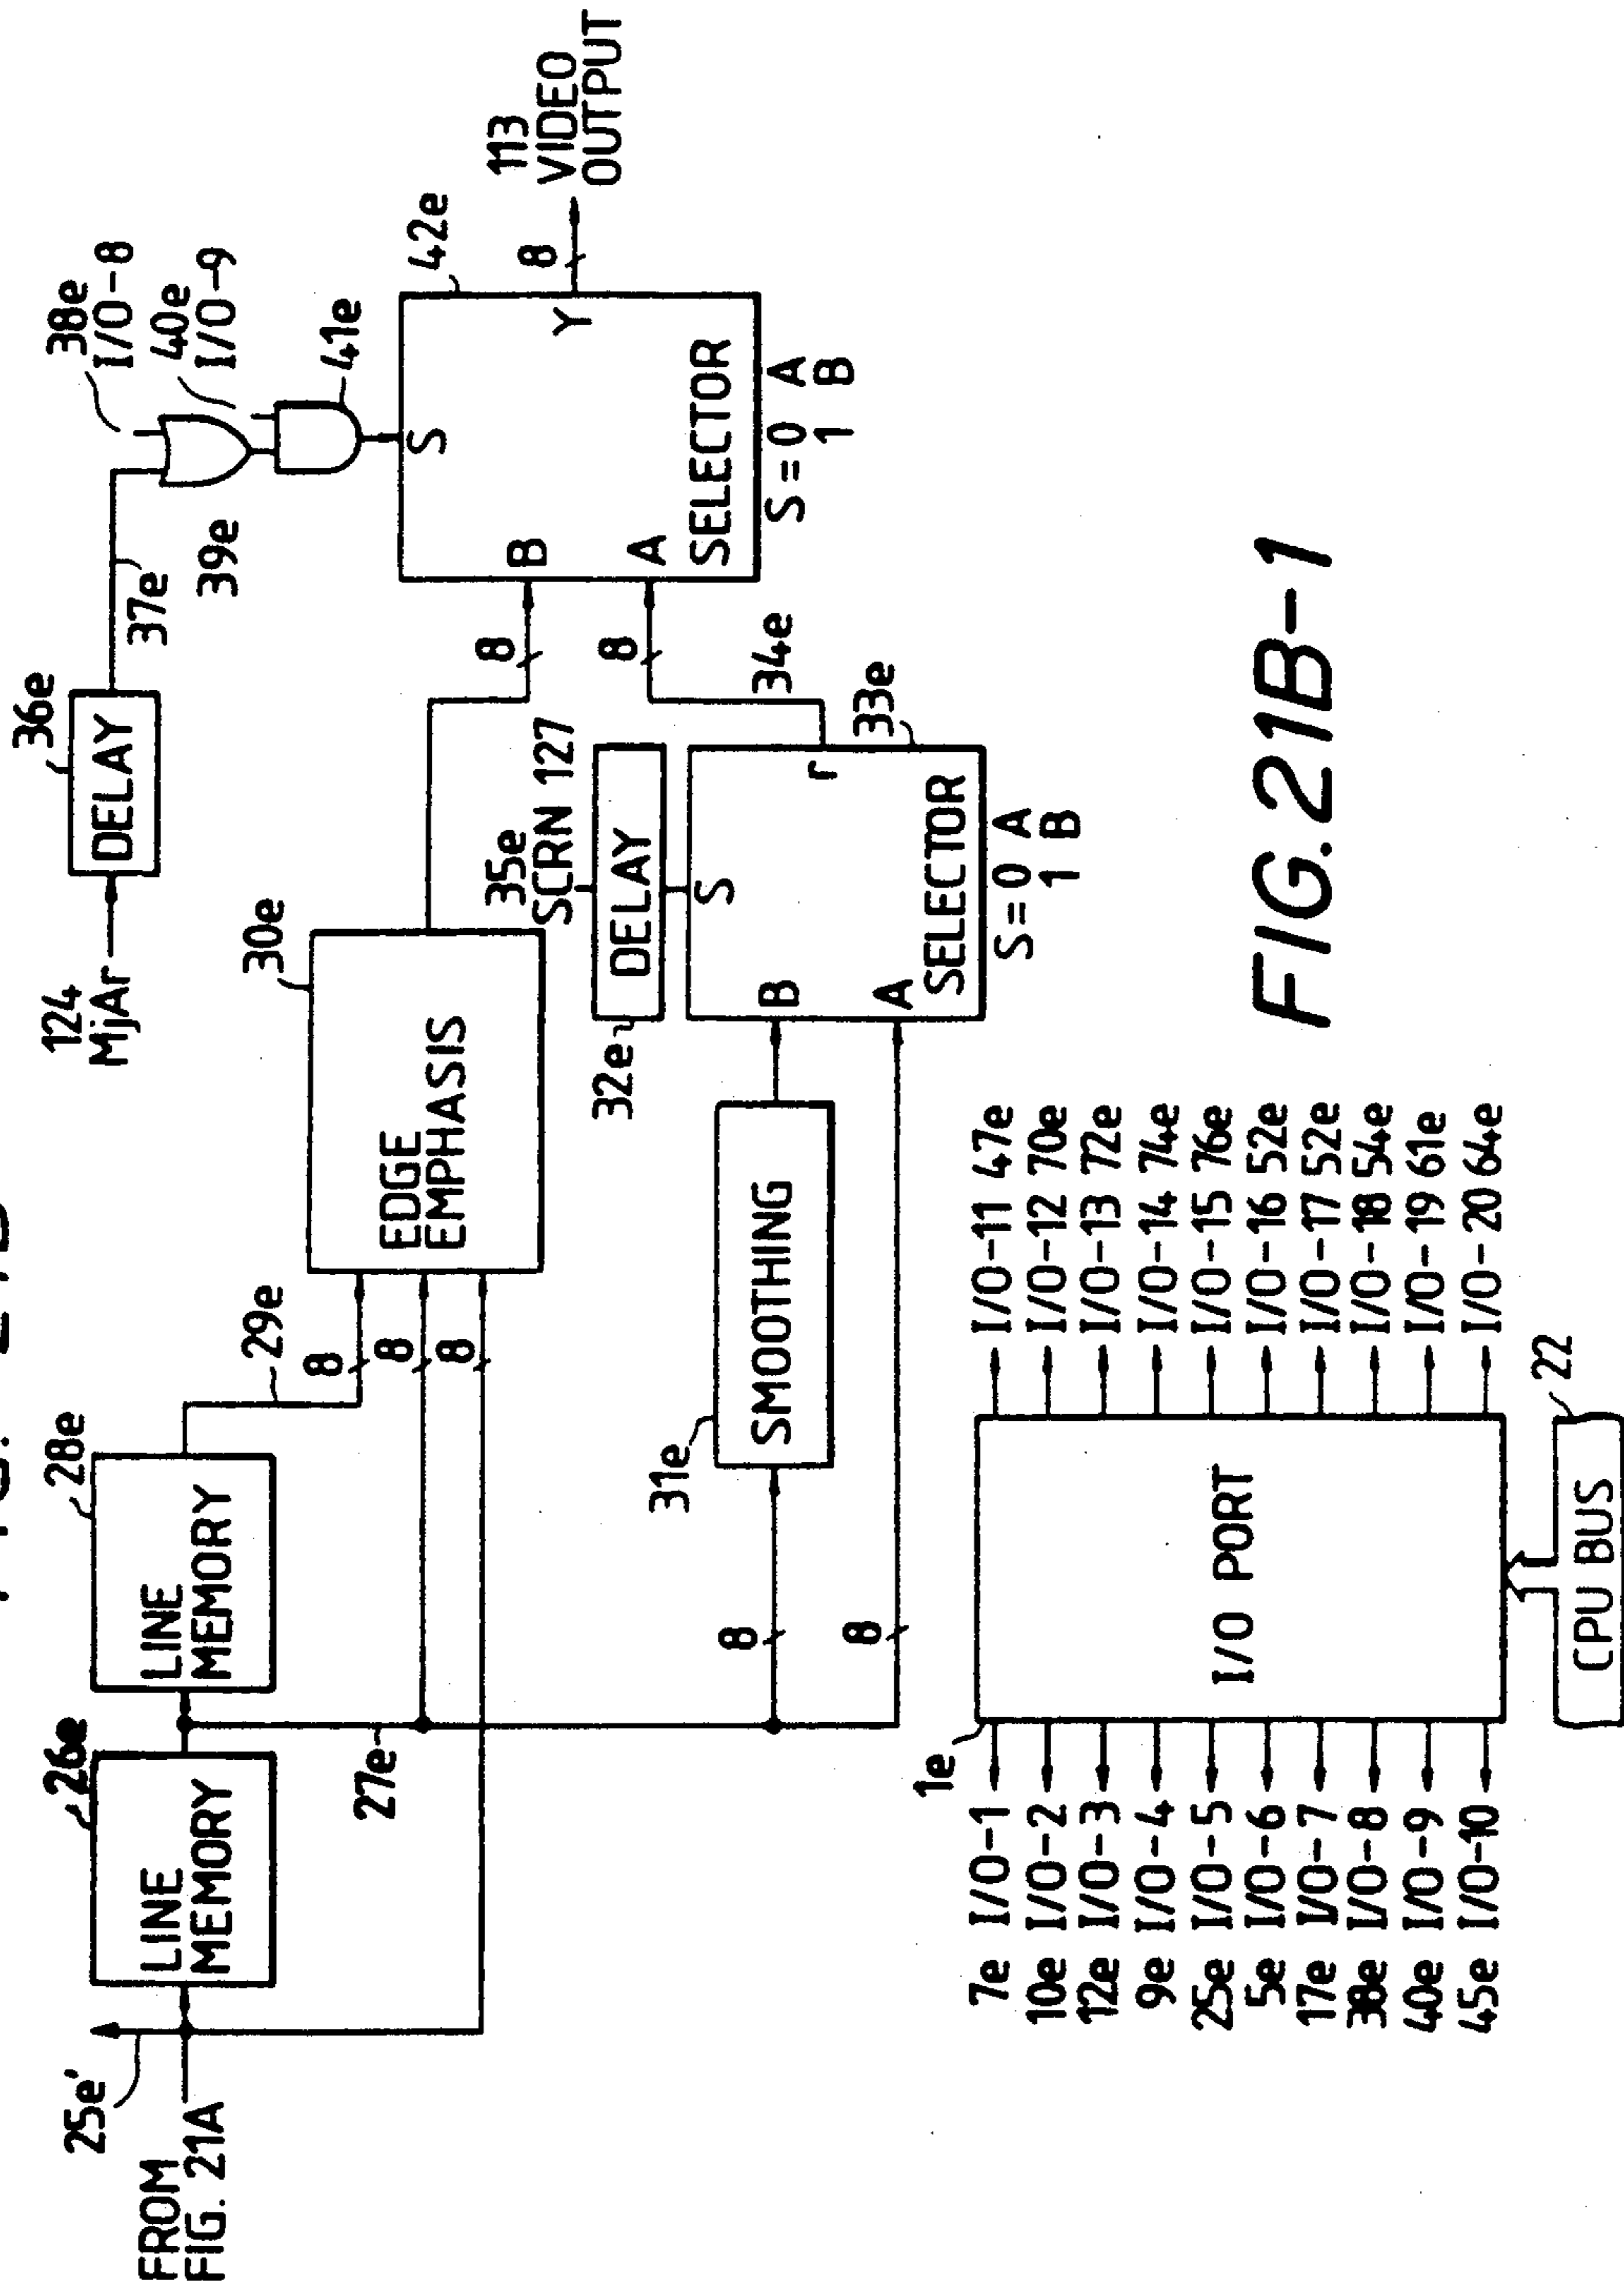 FROM
FIG. 21A
25e'
26e
LINE
MEMORY
27e
28e
LINE
MEMORY
29e
8
8
8
30e
EDGE
EMPHASIS
124
MjAr
36e
DELAY
37e
38e
I/O-8
39e
40e
I/O-9
41e
42e
S
B
A
Y
SELECTOR
S = 0 A
1 B
8
8
8
113
VIDEO
OUTPUT
8
8
31e
SMOOTHING
35e
SCRN 127
32e
DELAY
S
B
A
r
SELECTOR
S = 0 A
1 B
33e
34e
1e
I/O PORT
7e I/O-1
10e I/O-2
12e I/O-3
9e I/O-4
25e I/O-5
5e I/O-6
17e I/O-7
38e I/O-8
40e I/O-9
45e I/O-10
I/O-11 47e
I/O-12 70e
I/O-13 72e
I/O-14 74e
I/O-15 76e
I/O-16 52e
I/O-17 52e
I/O-18 54e
I/O-19 61e
I/O-20 64e
22
CPU BUS
FIG. 21B-1